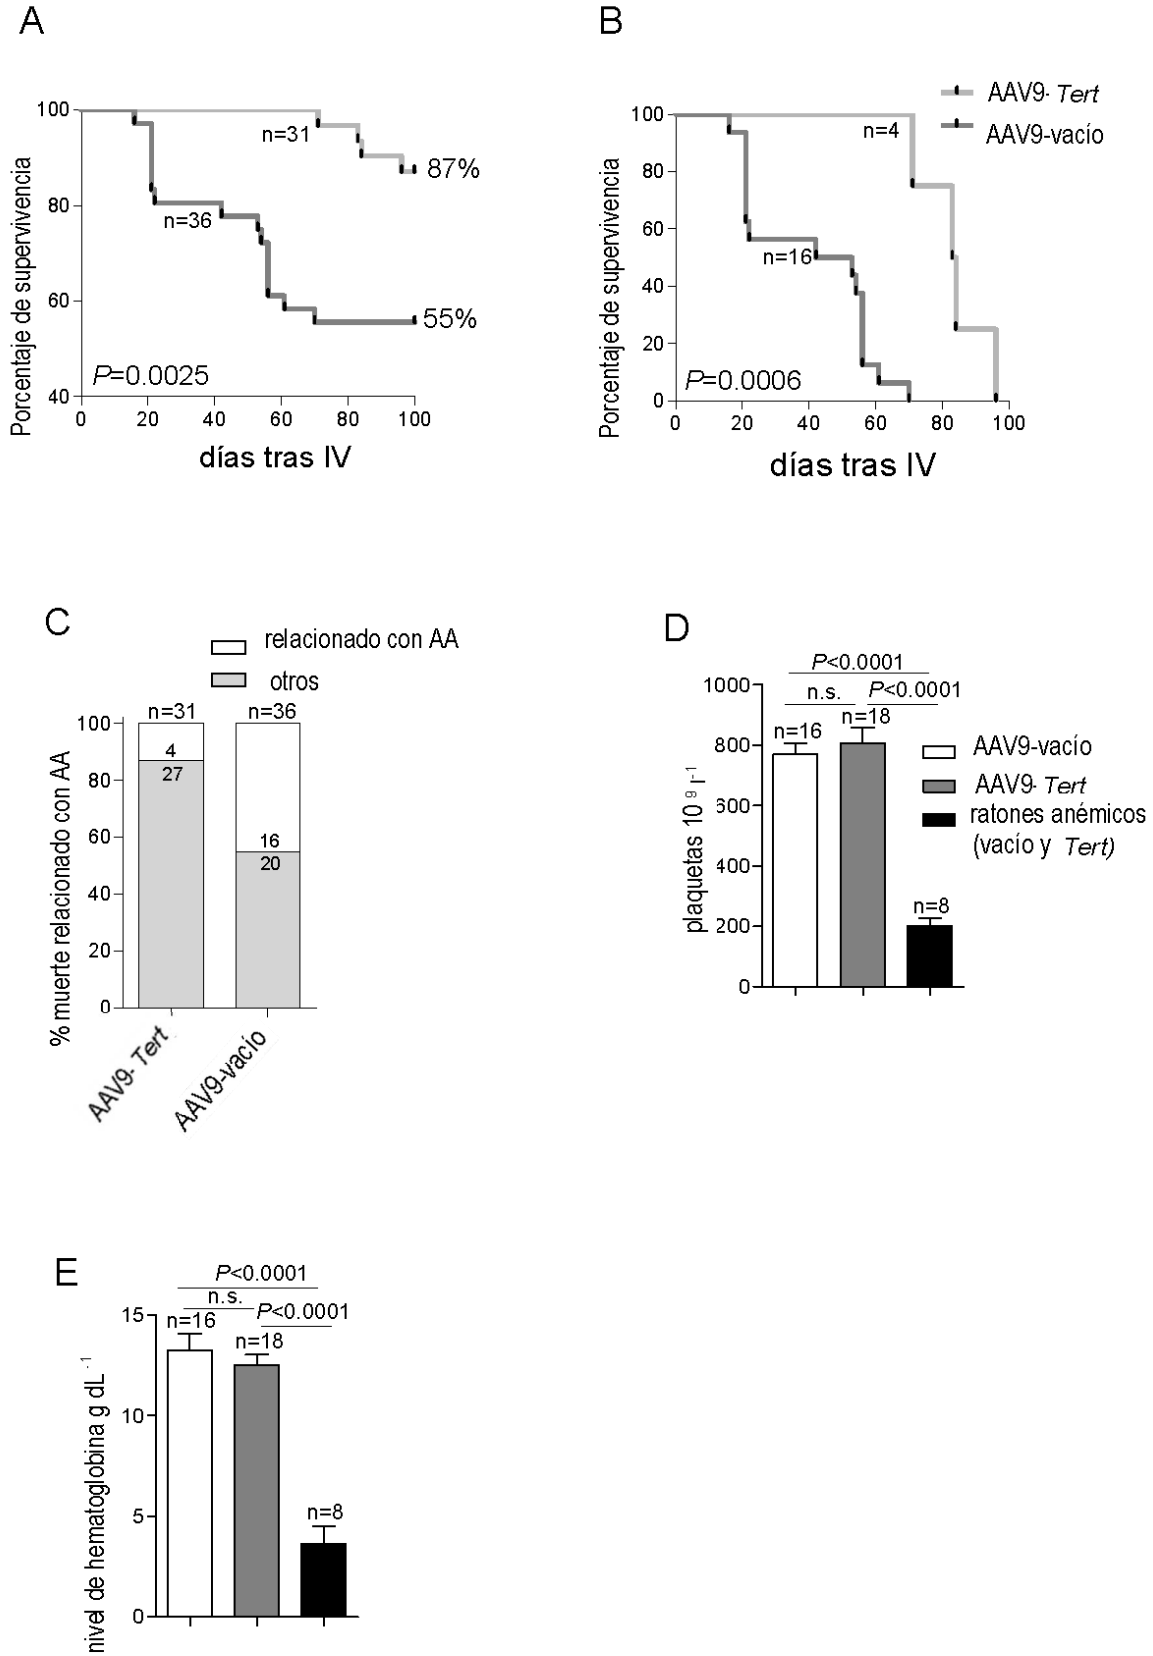 A
Porcentaje de supervivencia
100
80
60
40
n=31
87%
n=36
55%
P=0.0025
0 20 40 60 80 100
días tras IV
B
AAV9- Tert
AAV9-vacío
Porcentaje de supervivencia
100
80
60
40
20
0
n=4
n=16
P=0.0006
0 20 40 60 80 100
días tras IV
C
relacionado con AA
otros
% muerte relacionado con AA
100
80
60
40
20
0
n=31 n=36
4
27
16
20
AAV9- Tert
AAV9-vacío
D
P<0.0001
n.s. P<0.0001
plaquetas 10 9 l-1
1000
800
600
400
200
0
n=16
n=18
n=8
AAV9-vacío
AAV9- Tert
ratones anémicos
(vacío y Tert)
E
P<0.0001
n.s.
P<0.0001
nivel de hematoglobina g dL -1
15
10
5
0
n=16
n=18
n=8